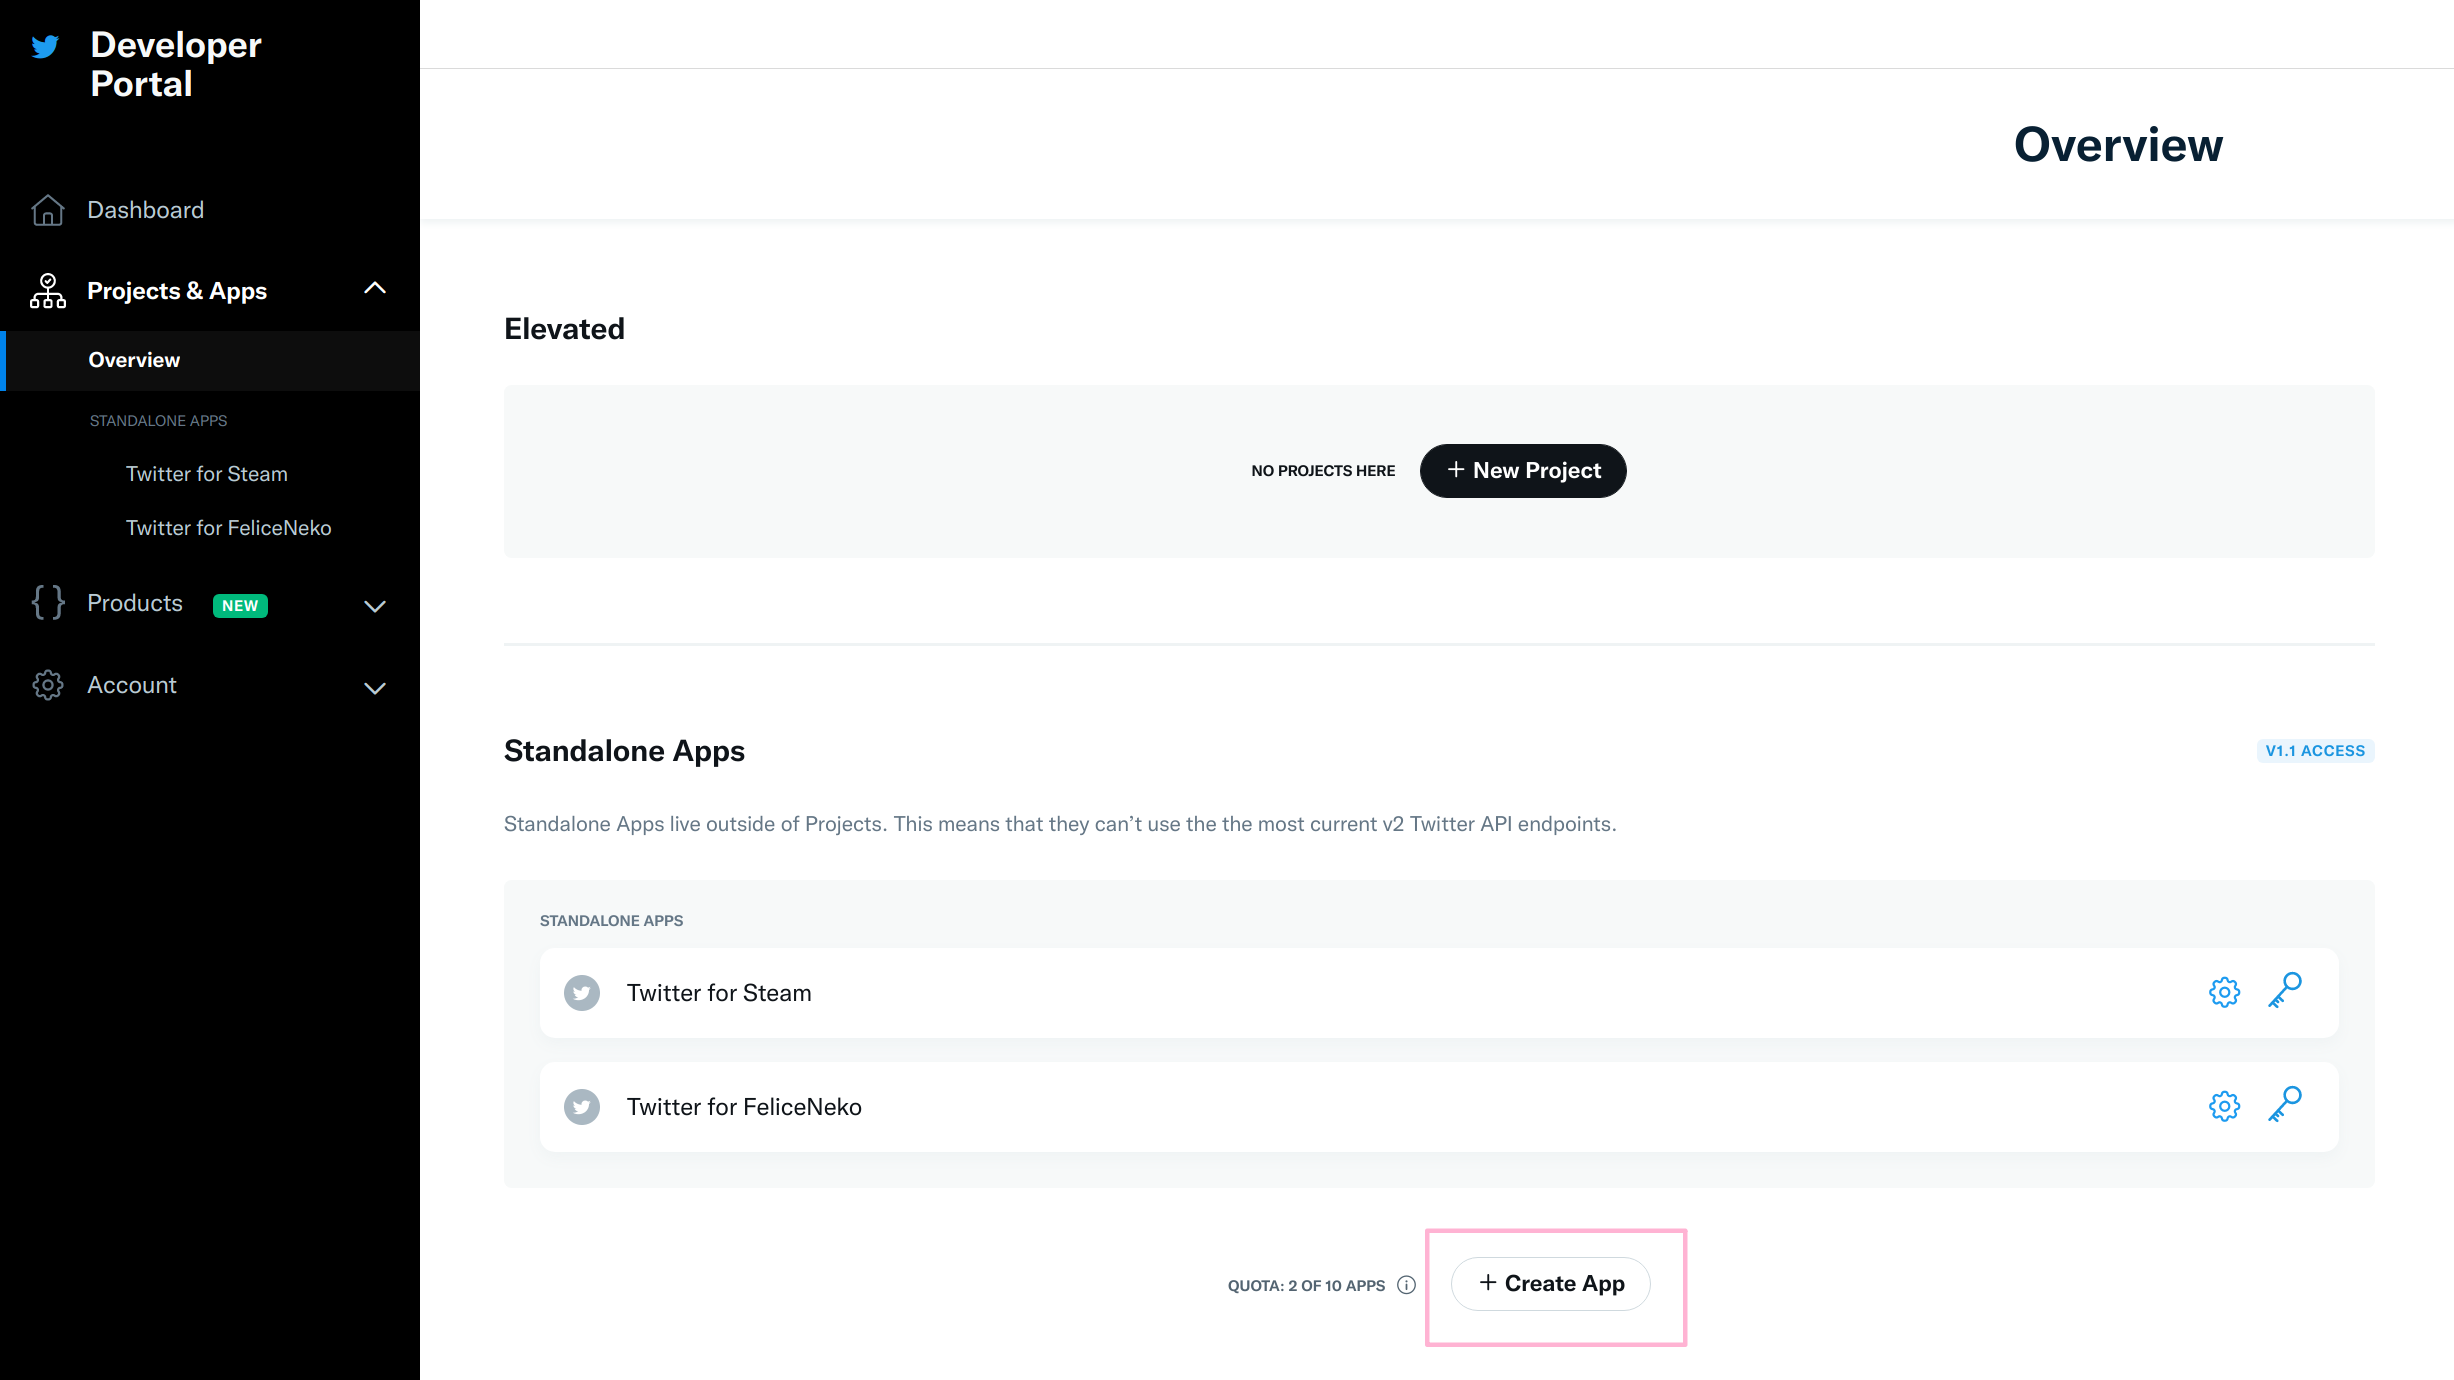 Developer
Portal
Dashboard
Projects & Apps
Overview
STANDALONE APPS
Twitter for Steam
Twitter for FeliceNeko
Products NEW
Account
Overview
Elevated
NO PROJECTS HERE + New Project
Standalone Apps
V1.1 ACCESS
Standalone Apps live outside of Projects. This means that they can’t use the the most current v2 Twitter API endpoints.
STANDALONE APPS
Twitter for Steam
Twitter for FeliceNeko
QUOTA: 2 OF 10 APPS + Create App